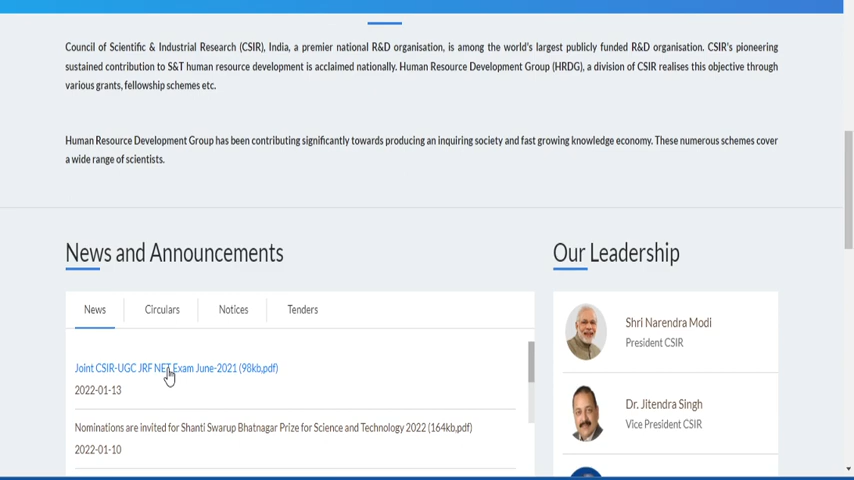 Council of Scientific & Industrial Research (CSIR), India, a premier national R&D organisation, is among the world's largest publicly funded R&D organisation. CSIR's pioneering
sustained contribution to S&T human resource development is acclaimed nationally. Human Resource Development Group (HRDG), a division of CSIR realises this objective through
various grants, fellowship schemes etc.
Human Resource Development Group has been contributing significantly towards producing an inquiring society and fast growing knowledge economy. These numerous schemes cover
a wide range of scientists.
News and Announcements
News
Circulars
Notices
Tenders
Joint CSIR-UGC JRF NET Exam June-2021 (98kb,pdf)
2022-01-13
Nominations are invited for Shanti Swarup Bhatnagar Prize for Science and Technology 2022 (164kb,pdf)
2022-01-10
Our Leadership
Shri Narendra Modi
President CSIR
Dr. Jitendra Singh
Vice President CSIR